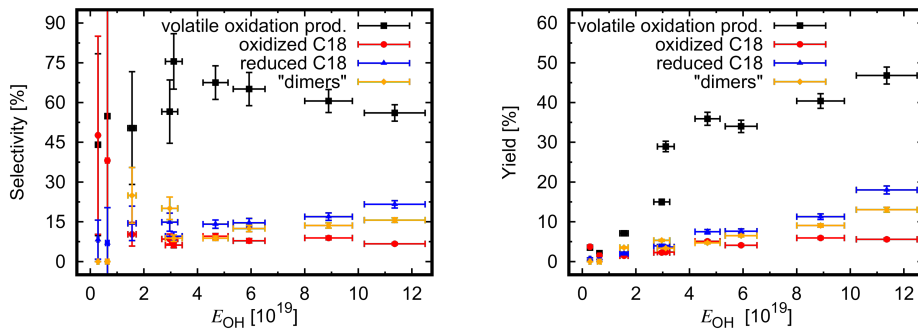 90
75
60
45
30
15
0
Selectivity [%]
volatile oxidation prod.
oxidized C18
reduced C18
"dimers"
0 2 4 6 8 10 12
E_OH [10^19]
60
50
40
30
20
10
0
Yield [%]
volatile oxidation prod.
oxidized C18
reduced C18
"dimers"
0 2 4 6 8 10 12
E_OH [10^19]